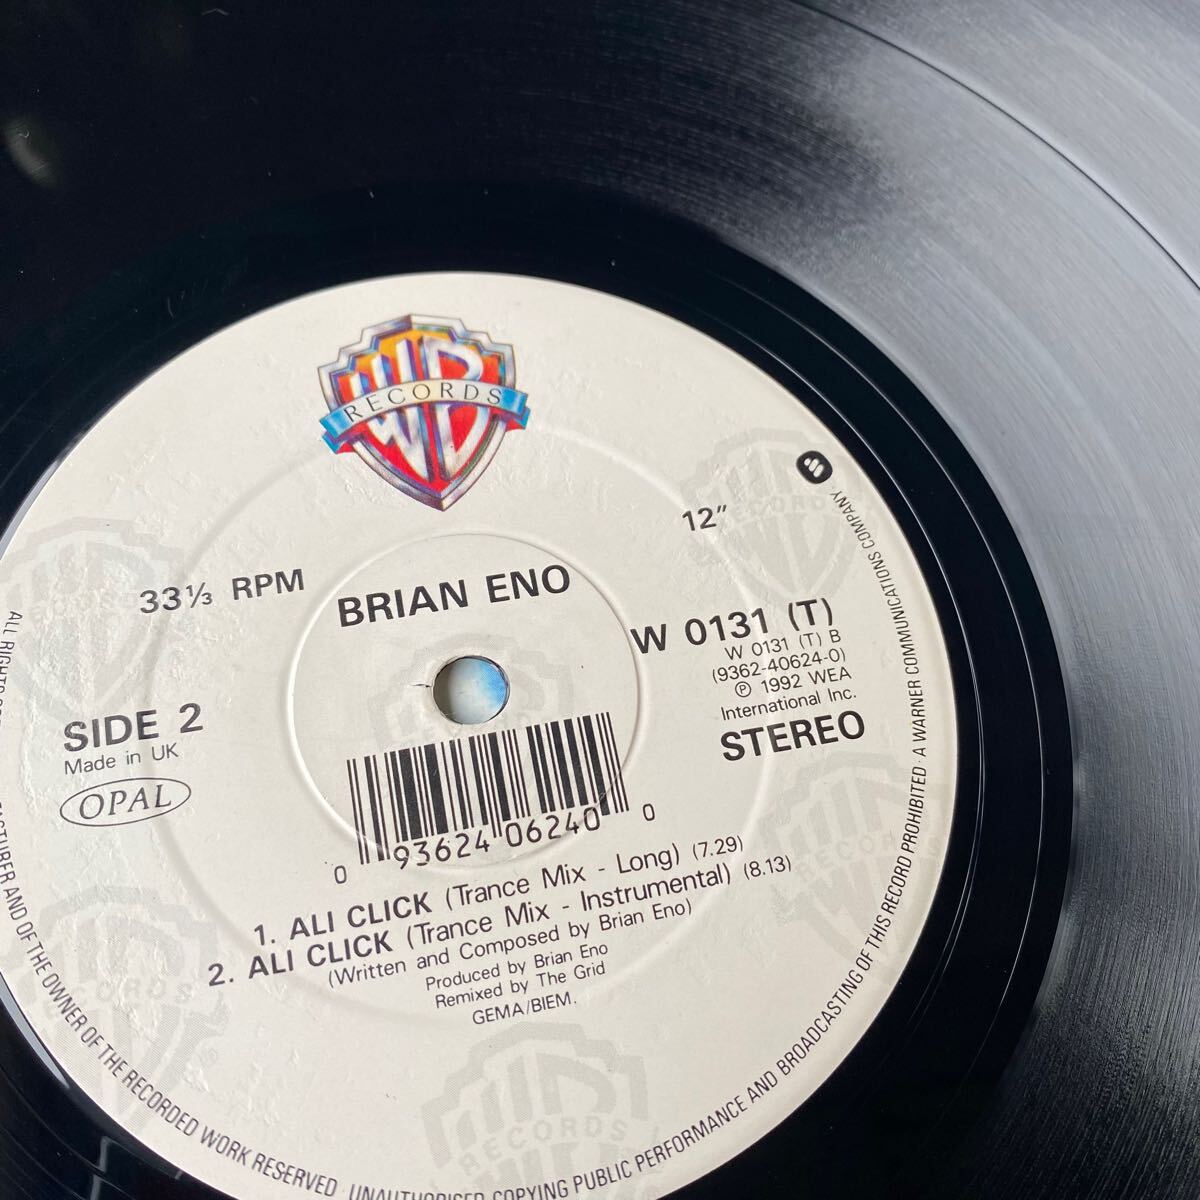 WB
RECORDS
12"
33⅓ RPM
BRIAN ENO
W 0131 (T)
W 0131 (T) B
(9362-40624-0)
℗ 1992 WEA
International Inc.
STEREO
SIDE 2
Made in UK
OPAL
0 93624 06240 0
1. ALI CLICK (Trance Mix - Long) (7.29)
2. ALI CLICK (Trance Mix - Instrumental) (8.13)
(Written and Composed by Brian Eno)
Produced by Brian Eno
Remixed by The Grid
GEMA/BIEM.
ALL RIGHTS
AND OF THE OWNER OF THE RECORDED WORK RESERVED
UNAUTHORISED COPYING PUBLIC PERFORMANCE AND BROADCASTING OF THIS RECORD PROHIBITED · A WARNER COMMUNICATIONS COMPANY